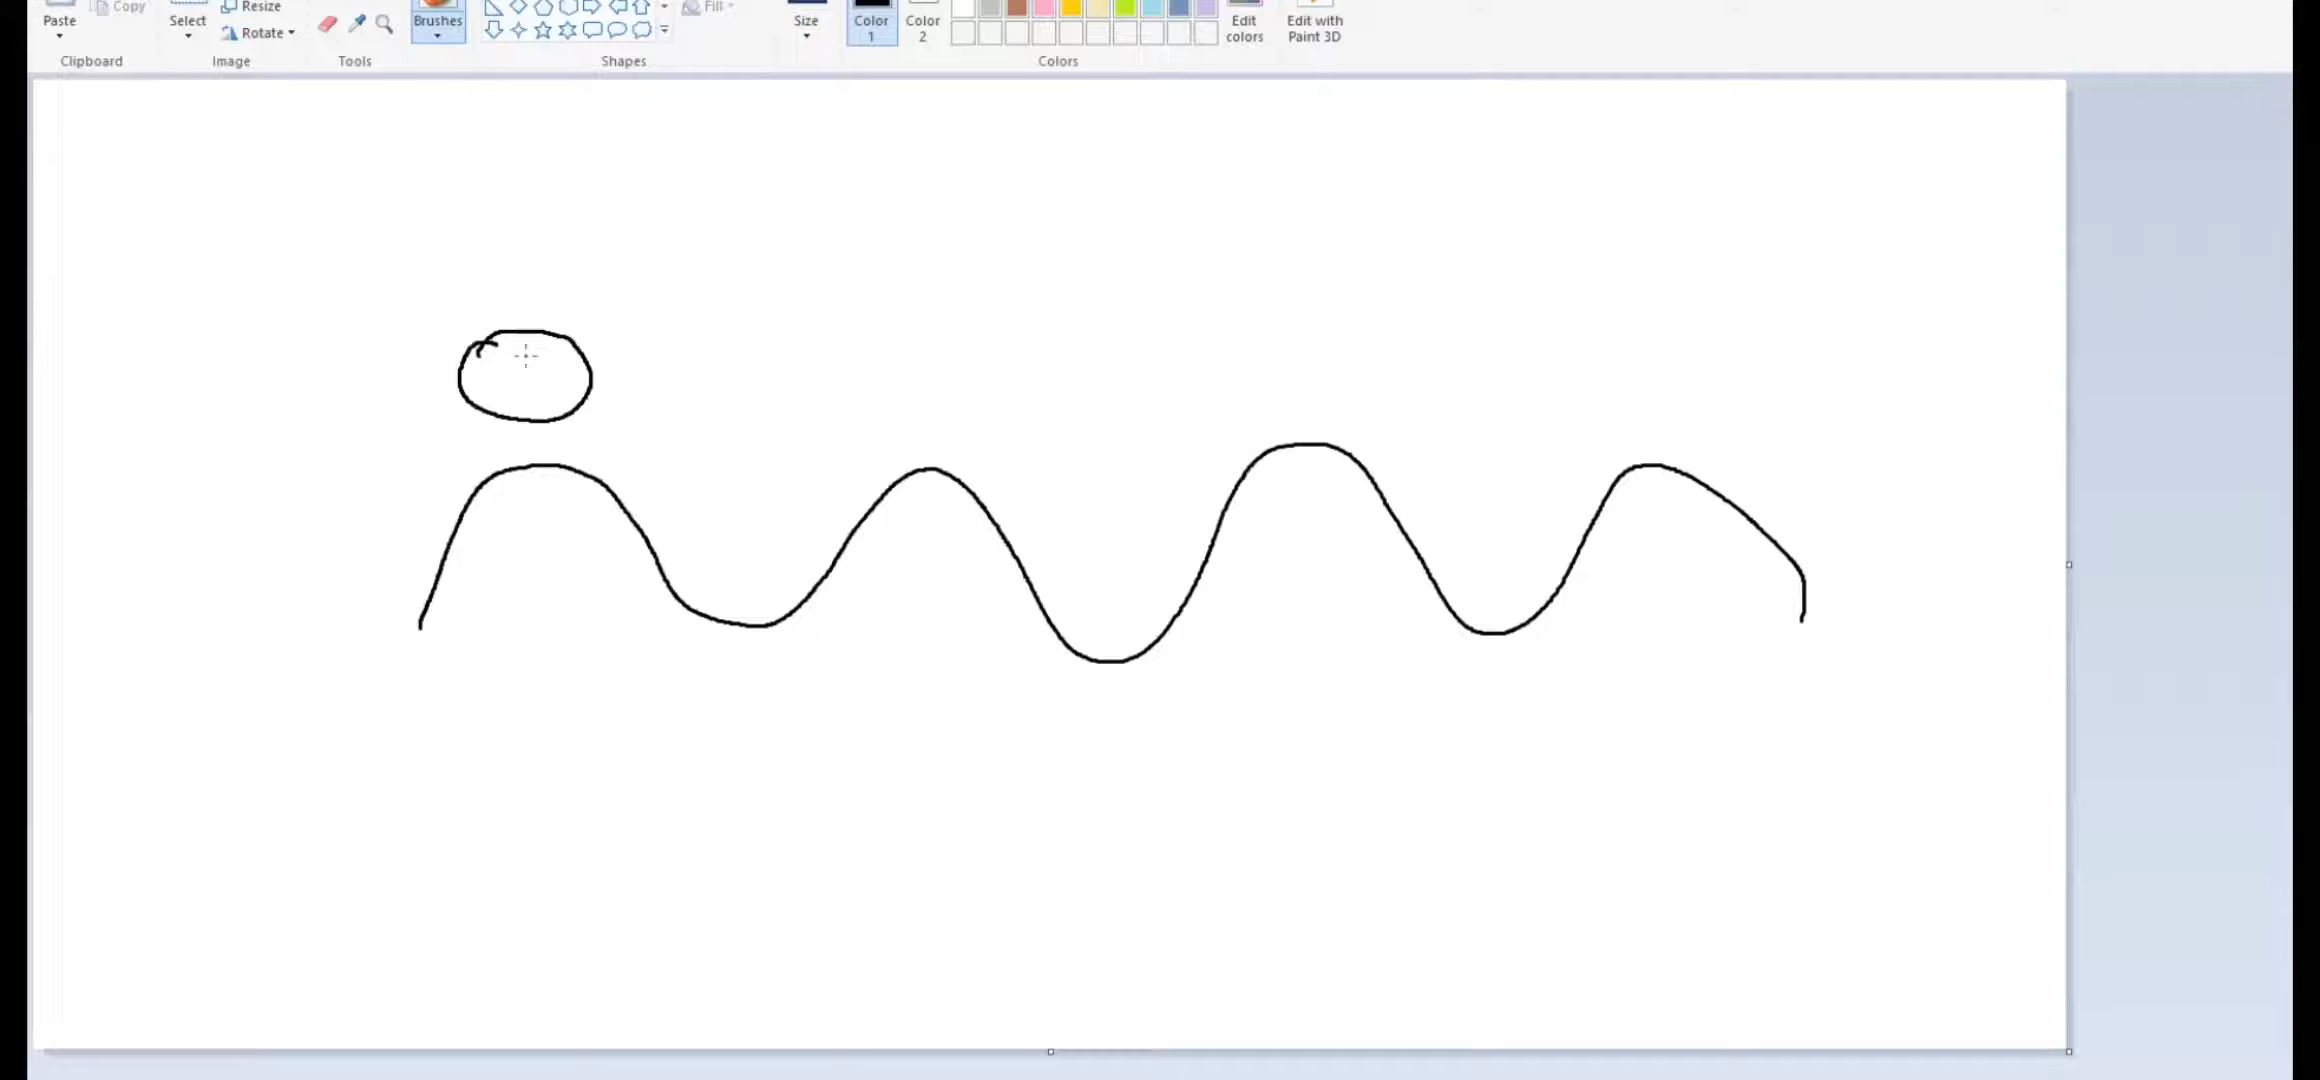 Copy
Resize
Fill
Paste
Select
Rotate
Brushes
Size
Color
1
Color
2
Edit
colors
Edit with
Paint 3D
Clipboard
Image
Tools
Shapes
Colors